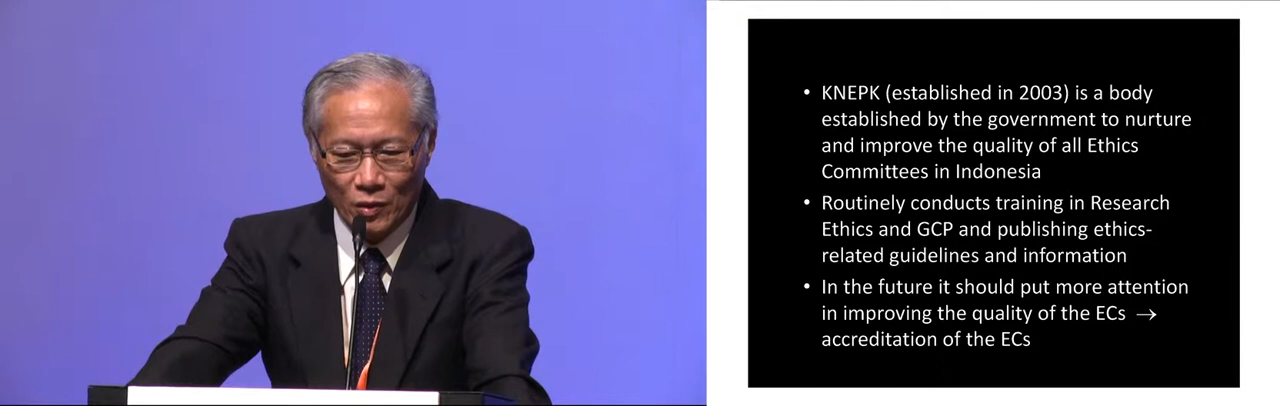 • KNEPK (established in 2003) is a body
established by the government to nurture
and improve the quality of all Ethics
Committees in Indonesia
• Routinely conducts training in Research
Ethics and GCP and publishing ethics-
related guidelines and information
• In the future it should put more attention
in improving the quality of the ECs →
accreditation of the ECs